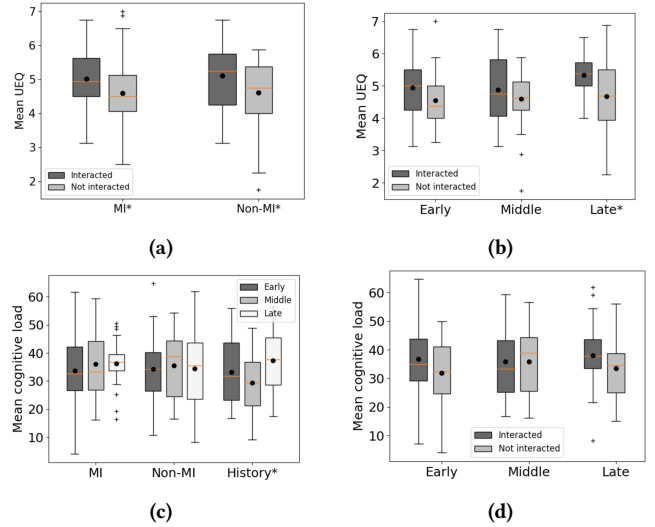 7
6
5
4
3
2
Mean UEQ
Interacted
Not interacted
MI*
Non-MI*
(a)
7
6
5
4
3
2
Mean UEQ
Interacted
Not interacted
Early
Middle
Late*
(b)
60
50
40
30
20
10
Mean cognitive load
Early
Middle
Late
MI
Non-MI
History*
(c)
60
50
40
30
20
10
Mean cognitive load
Interacted
Not interacted
Early
Middle
Late
(d)